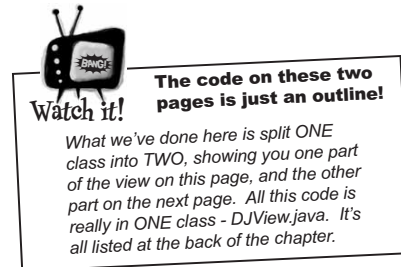 BANG!
Watch it!
The code on these two
pages is just an outline!
What we've done here is split ONE
class into TWO, showing you one part
of the view on this page, and the other
part on the next page. All this code is
really in ONE class - DJView.java. It's
all listed at the back of the chapter.